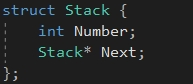 struct Stack {
int Number;
Stack* Next;
};